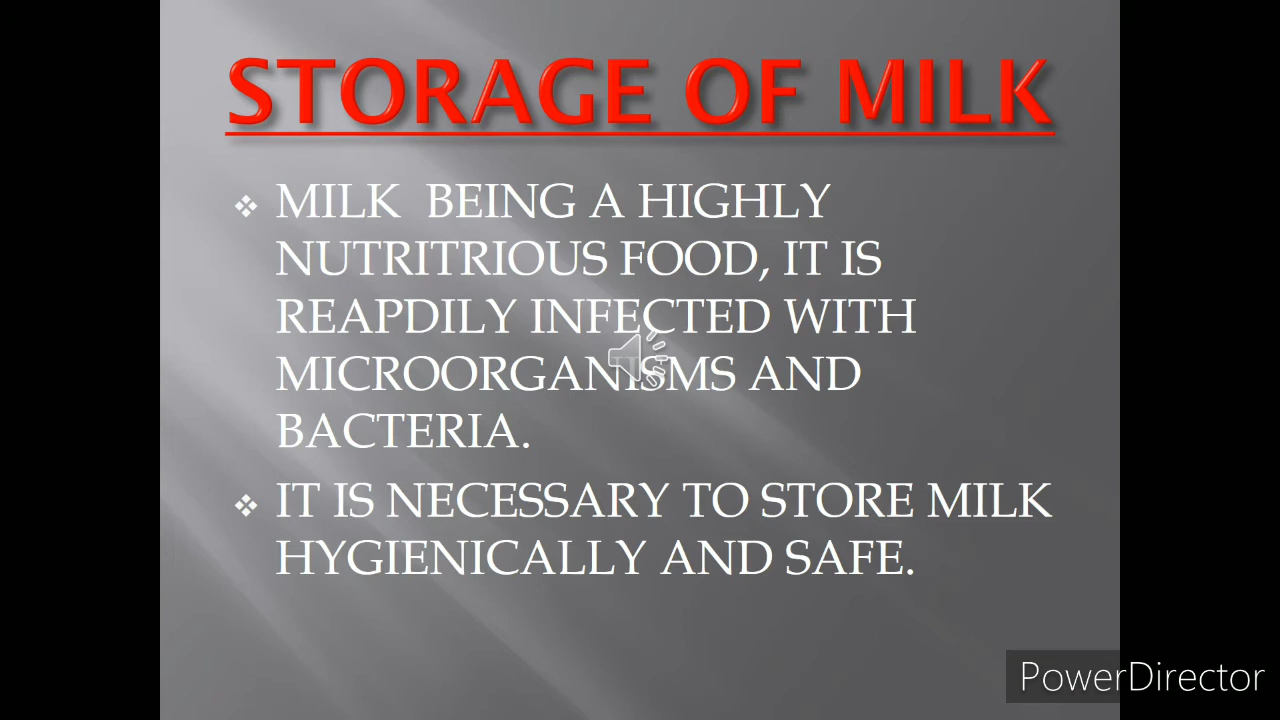 STORAGE OF MILK
MILK BEING A HIGHLY
NUTRITRIOUS FOOD, IT IS
REAPDILY INFECTED WITH
MICROORGANISMS AND
BACTERIA.
IT IS NECESSARY TO STORE MILK
HYGIENICALLY AND SAFE.
PowerDirector